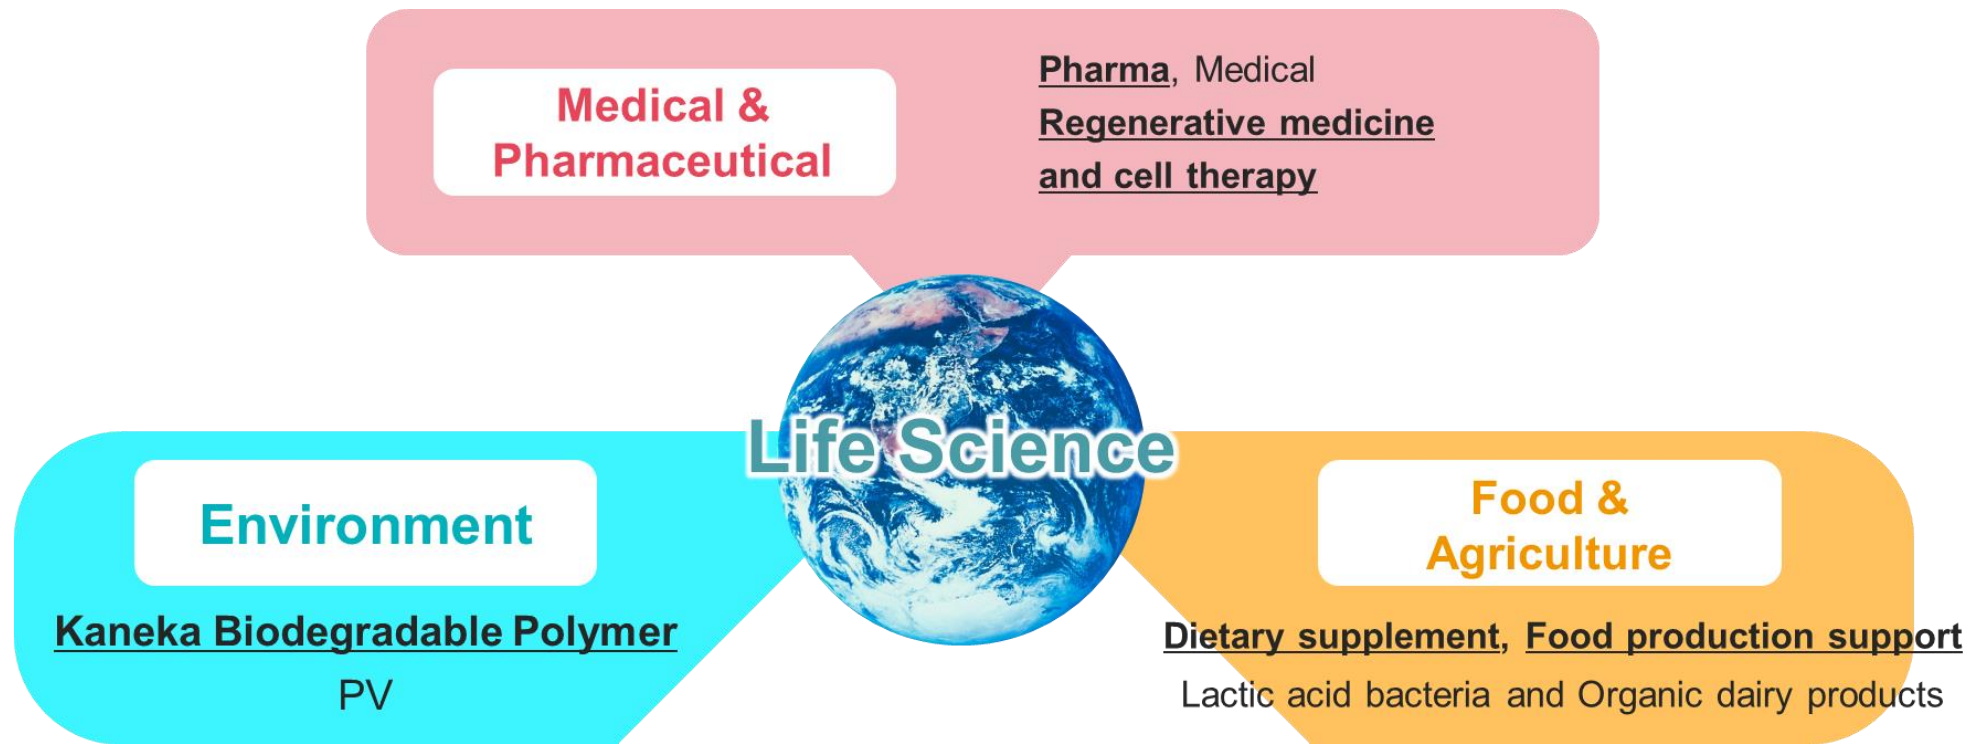 Medical &
Pharmaceutical
Pharma, Medical
Regenerative medicine
and cell therapy
Life Science
Environment
Kaneka Biodegradable Polymer
PV
Food &
Agriculture
Dietary supplement, Food production support
Lactic acid bacteria and Organic dairy products